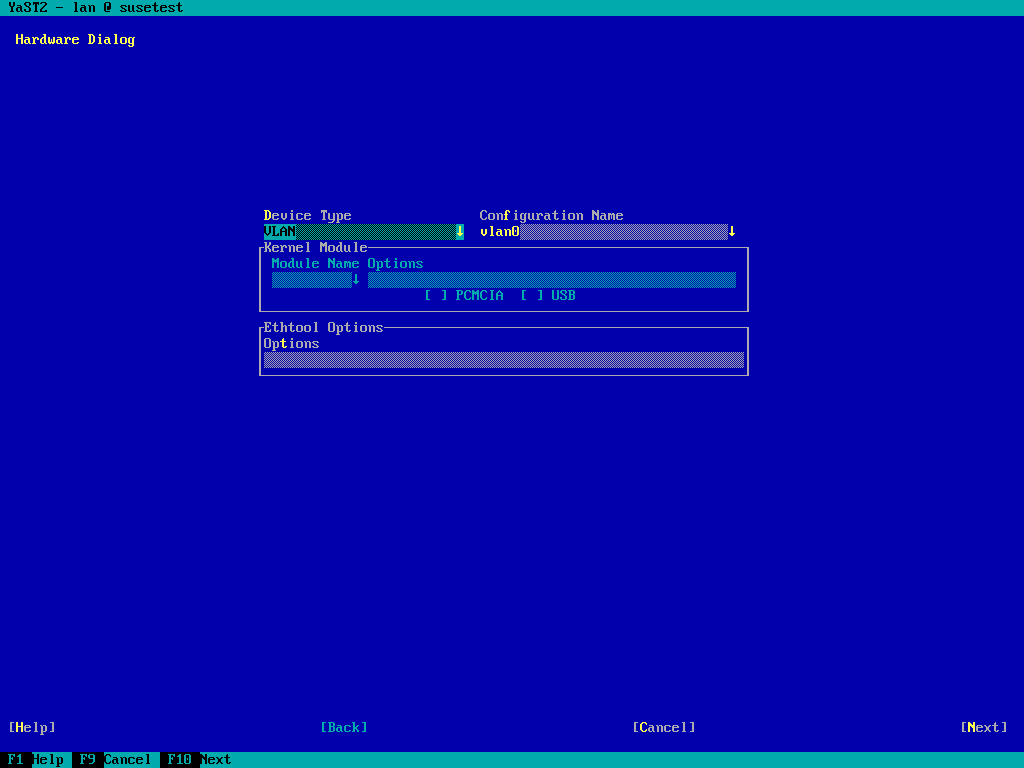 YaST2 - lan @ susetest
Hardware Dialog
Device Type Configuration Name
VLAN↓ vlan0↓
Kernel Module
Module Name Options
↓
[ ] PCMCIA [ ] USB
Ethtool Options
Options
[Help] [Back] [Cancel] [Next]
F1 Help F9 Cancel F10 Next